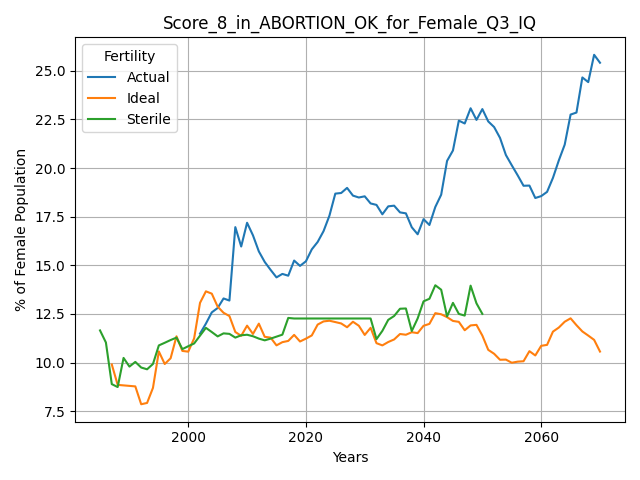 Score_8_in_ABORTION_OK_for_Female_Q3_IQ
Fertility
Actual
Ideal
Sterile
% of Female Population
25.0
22.5
20.0
17.5
15.0
12.5
10.0
7.5
2000 2020 2040 2060
Years